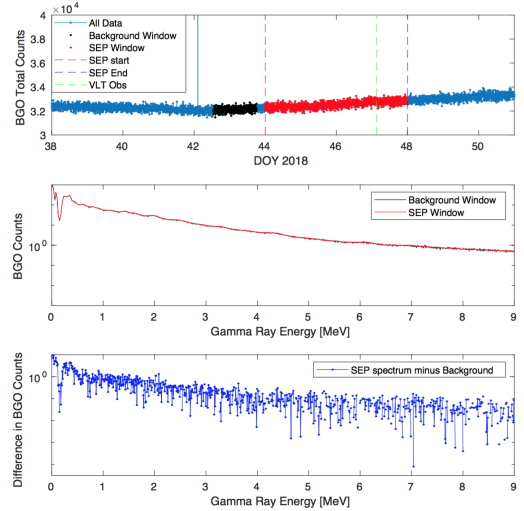 × 10^4
4
3.8
3.6
3.4
3.2
3
BGO Total Counts
All Data
Background Window
SEP Window
SEP start
SEP End
VLT Obs
38 40 42 44 46 48 50
DOY 2018
BGO Counts
10^0
Background Window
SEP Window
0 1 2 3 4 5 6 7 8 9
Gamma Ray Energy [MeV]
Difference in BGO Counts
10^0
SEP spectrum minus Background
0 1 2 3 4 5 6 7 8 9
Gamma Ray Energy [MeV]